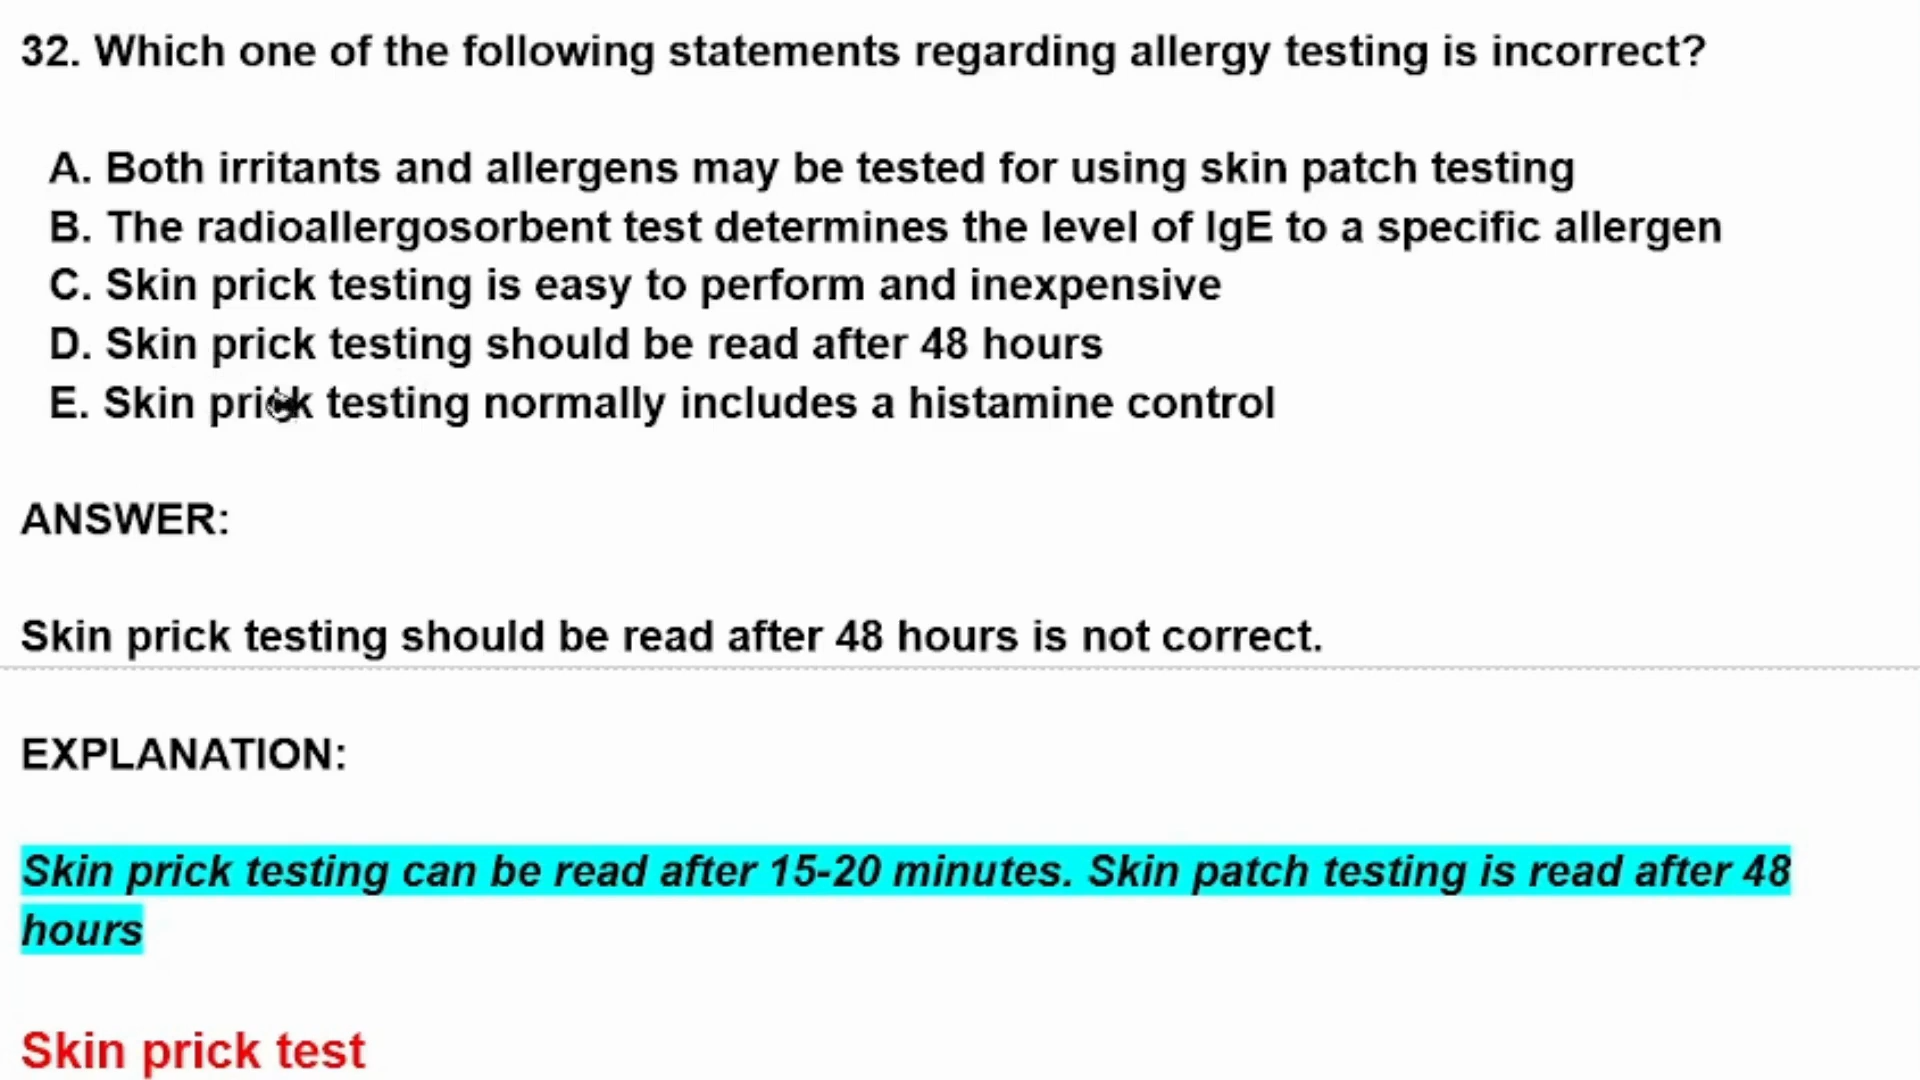 32. Which one of the following statements regarding allergy testing is incorrect?
A. Both irritants and allergens may be tested for using skin patch testing
B. The radioallergosorbent test determines the level of IgE to a specific allergen
C. Skin prick testing is easy to perform and inexpensive
D. Skin prick testing should be read after 48 hours
E. Skin prick testing normally includes a histamine control
ANSWER:
Skin prick testing should be read after 48 hours is not correct.
EXPLANATION:
Skin prick testing can be read after 15-20 minutes. Skin patch testing is read after 48
hours
Skin prick test